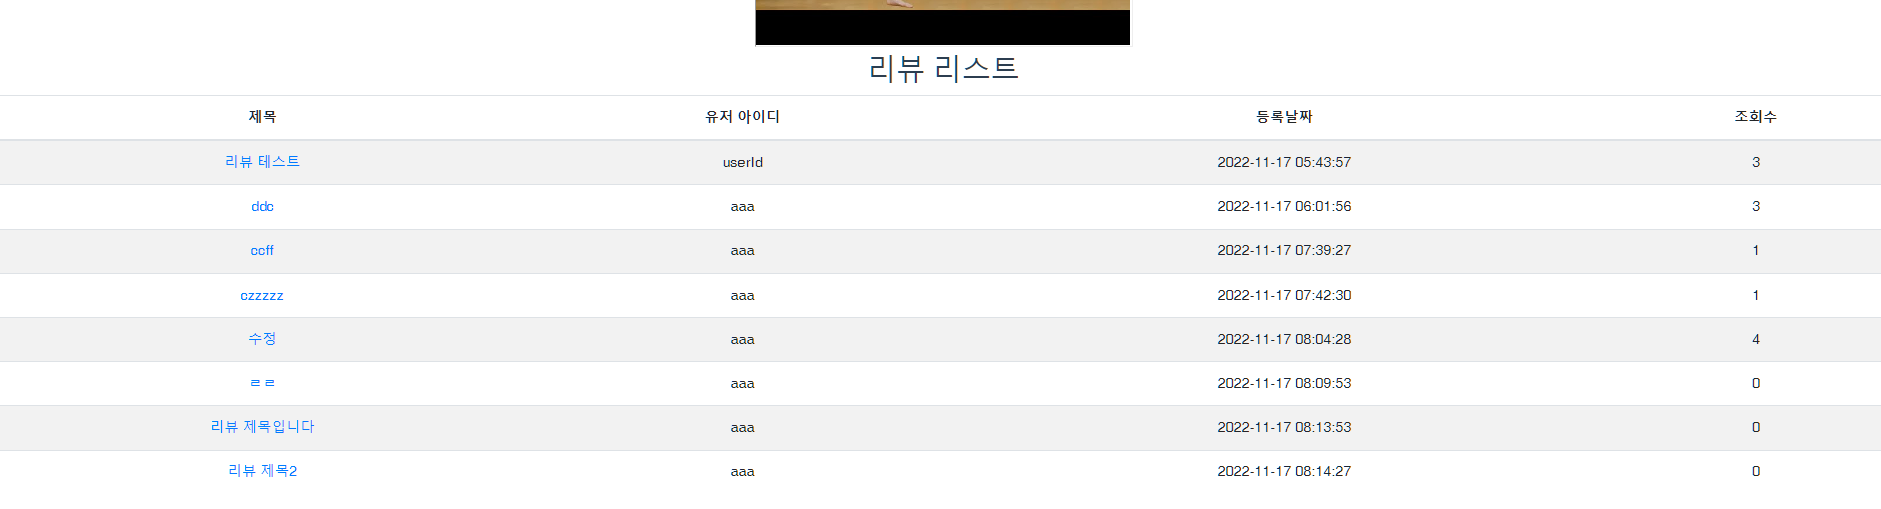 리뷰 리스트
제목 유저 아이디 등록날짜 조회수
리뷰 테스트 userId 2022-11-17 05:43:57 3
ddc aaa 2022-11-17 06:01:56 3
ccff aaa 2022-11-17 07:39:27 1
czzzzz aaa 2022-11-17 07:42:30 1
수정 aaa 2022-11-17 08:04:28 4
ㄹㄹ aaa 2022-11-17 08:09:53 0
리뷰 제목입니다 aaa 2022-11-17 08:13:53 0
리뷰 제목2 aaa 2022-11-17 08:14:27 0